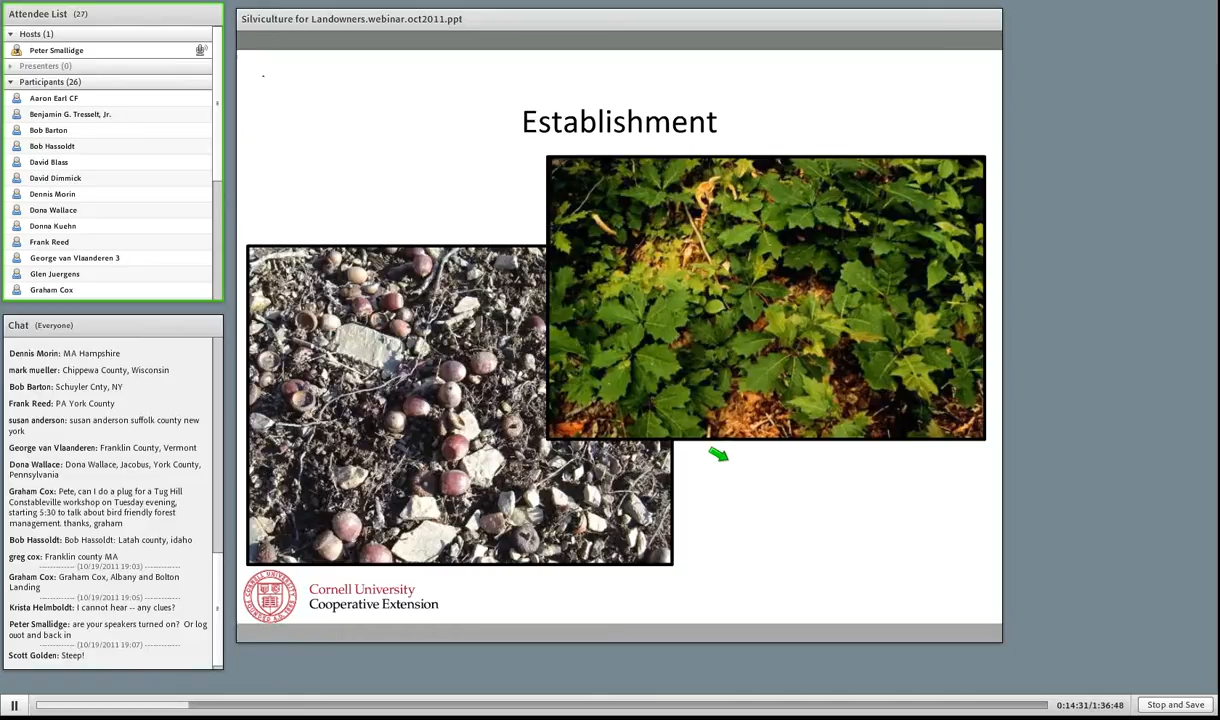 Attendee List (27)
Hosts (1)
Peter Smallidge
Presenters (0)
Participants (26)
Aaron Earl CF
Benjamin G. Tresselt, Jr.
Bob Barton
Bob Hassoldt
David Blass
David Dimmick
Dennis Morin
Dona Wallace
Donna Kuehn
Frank Reed
George van Vlaanderen 3
Glen Juergens
Graham Cox
Chat (Everyone)
Dennis Morin: MA Hampshire
mark mueller: Chippewa County, Wisconsin
Bob Barton: Schuyler Cnty, NY
Frank Reed: PA York County
susan anderson: susan anderson suffolk county new
york
George van Vlaanderen: Franklin County, Vermont
Dona Wallace: Dona Wallace, Jacobus, York County,
Pennsylvania
Graham Cox: Pete, can I do a plug for a Tug Hill
Constableville workshop on Tuesday evening,
starting 5:30 to talk about bird friendly forest
management. thanks, graham
Bob Hassoldt: Bob Hassoldt: Latah county, idaho
greg cox: Franklin county MA
------------- (10/19/2011 19:03) -------------
Graham Cox: Graham Cox, Albany and Bolton
Landing
------------- (10/19/2011 19:05) -------------
Krista Helmboldt: I cannot hear -- any clues?
Peter Smallidge: are your speakers turned on? Or log
ouot and back in
------------- (10/19/2011 19:07) -------------
Scott Golden: Steep!
Silviculture for Landowners.webinar.oct2011.ppt
Establishment
Cornell University
Cooperative Extension
0:14:31/1:36:48
Stop and Save